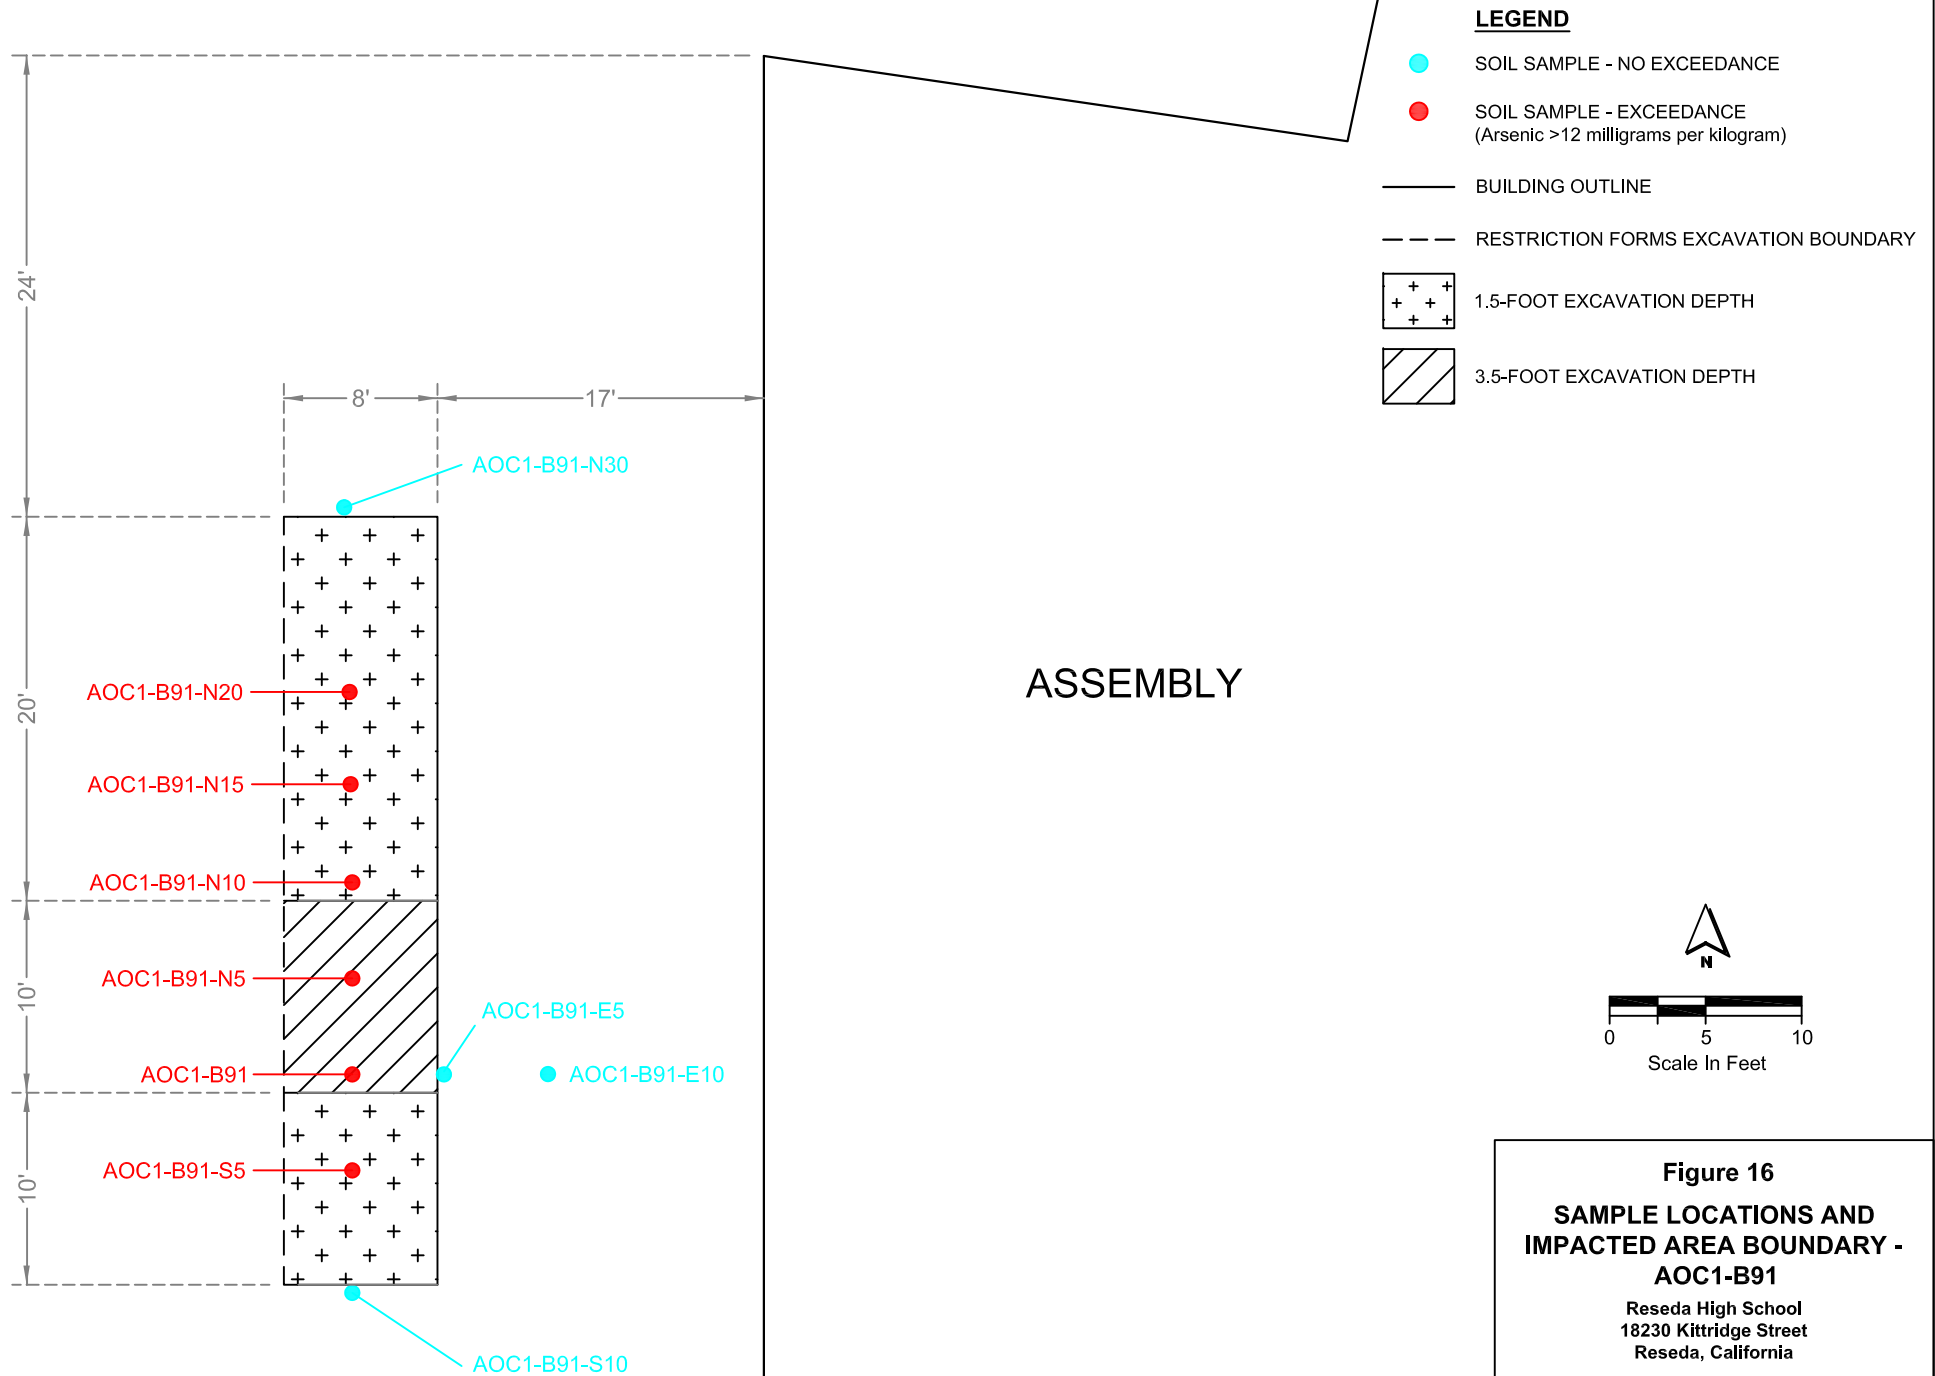 LEGEND
SOIL SAMPLE - NO EXCEEDANCE
SOIL SAMPLE - EXCEEDANCE
(Arsenic >12 milligrams per kilogram)
BUILDING OUTLINE
RESTRICTION FORMS EXCAVATION BOUNDARY
1.5-FOOT EXCAVATION DEPTH
3.5-FOOT EXCAVATION DEPTH
24'
8'
17'
AOC1-B91-N30
20'
AOC1-B91-N20
ASSEMBLY
AOC1-B91-N15
AOC1-B91-N10
10'
AOC1-B91-N5
AOC1-B91-E5
AOC1-B91
AOC1-B91-E10
10'
AOC1-B91-S5
AOC1-B91-S10
N
0 5 10
Scale In Feet
Figure 16
SAMPLE LOCATIONS AND
IMPACTED AREA BOUNDARY -
AOC1-B91
Reseda High School
18230 Kittridge Street
Reseda, California